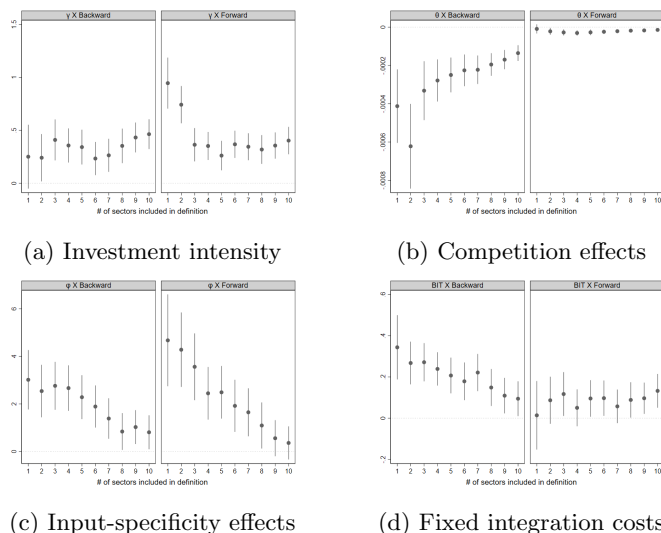 γ X Backward γ X Forward
0 .5 1 1.5
1 2 3 4 5 6 7 8 9 10 1 2 3 4 5 6 7 8 9 10
# of sectors included in definition
(a) Investment intensity
θ X Backward θ X Forward
-.0008 -.0006 -.0004 -.0002 0
1 2 3 4 5 6 7 8 9 10 1 2 3 4 5 6 7 8 9 10
# of sectors included in definition
(b) Competition effects
φ X Backward φ X Forward
0 2 4 6
1 2 3 4 5 6 7 8 9 10 1 2 3 4 5 6 7 8 9 10
# of sectors included in definition
(c) Input-specificity effects
BIT X Backward BIT X Forward
-2 0 2 4 6
1 2 3 4 5 6 7 8 9 10 1 2 3 4 5 6 7 8 9 10
# of sectors included in definition
(d) Fixed integration costs